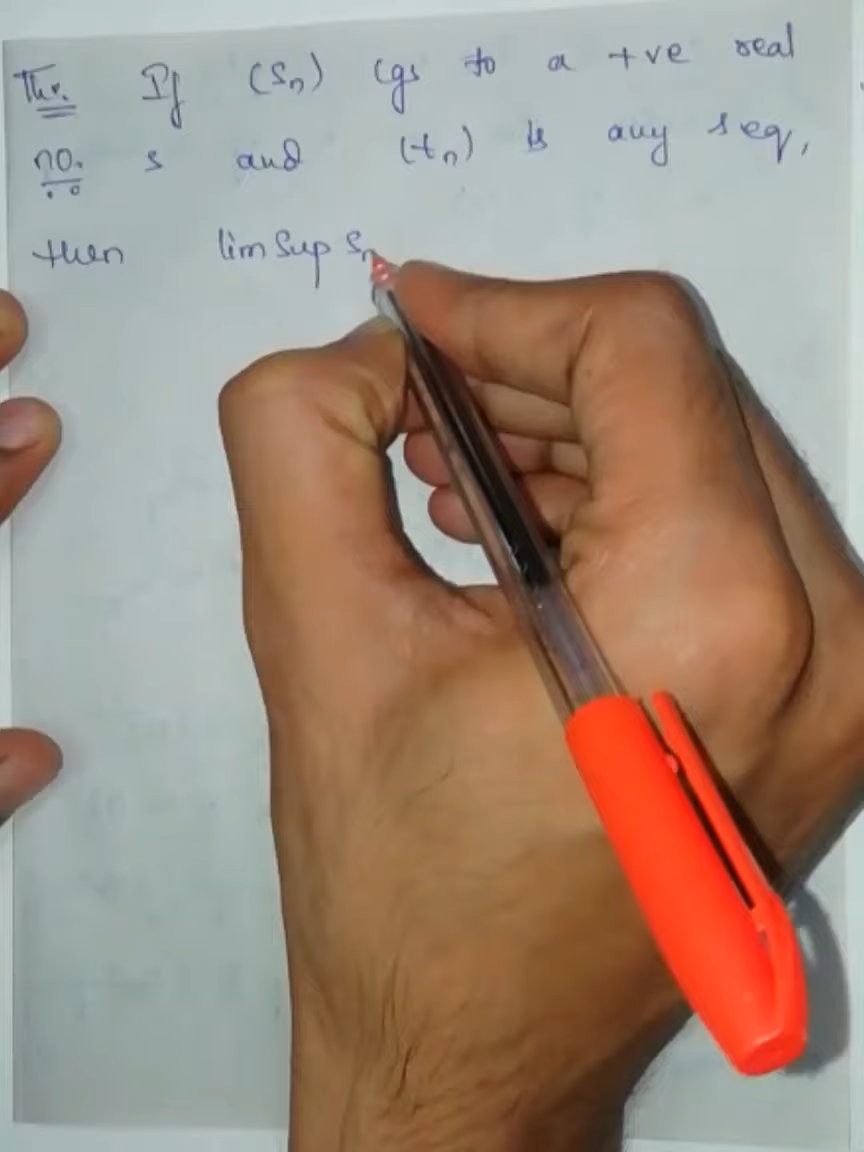 Thr. If (Sn) Cgs to a +ve real
no. s and (tn) is any seq,
then lim Sup Sn